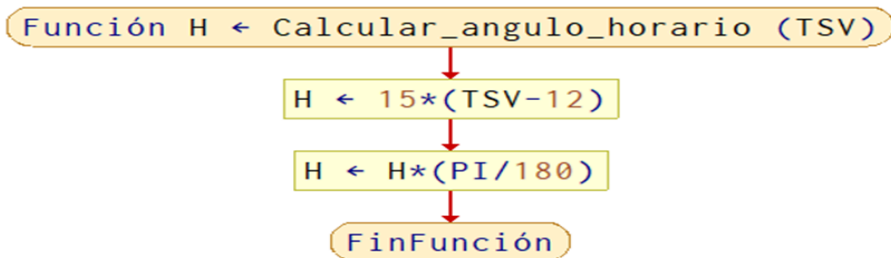 Función H ← Calcular_angulo_horario (TSV)
H ← 15*(TSV-12)
H ← H*(PI/180)
FinFunción